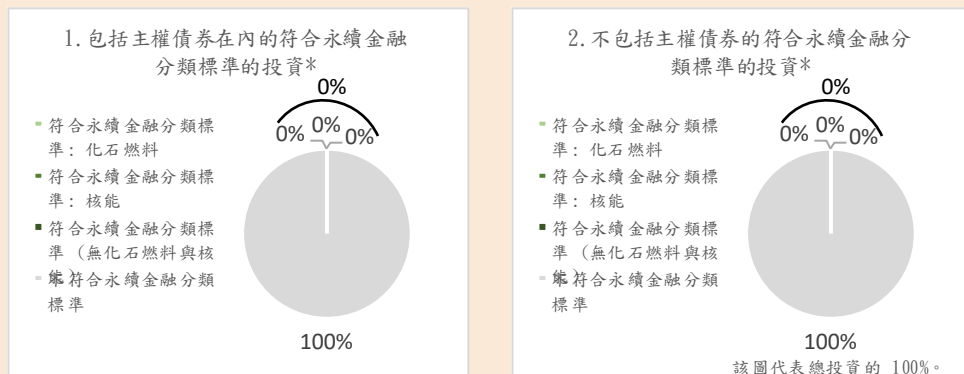 1.包括主權債券在內的符合永續金融
分類標準的投資*
0%
0%
0%
0%
符合永續金融分類標
準：化石燃料
符合永續金融分類標
準：核能
符合永續金融分類標
準（無化石燃料與核
能）
未符合永續金融分類
標準
100%
2.不包括主權債券的符合永續金融分
類標準的投資*
0%
0%
0%
0%
符合永續金融分類標
準：化石燃料
符合永續金融分類標
準：核能
符合永續金融分類標
準（無化石燃料與核
能）
未符合永續金融分類
標準
100%
該圖代表總投資的 100%。